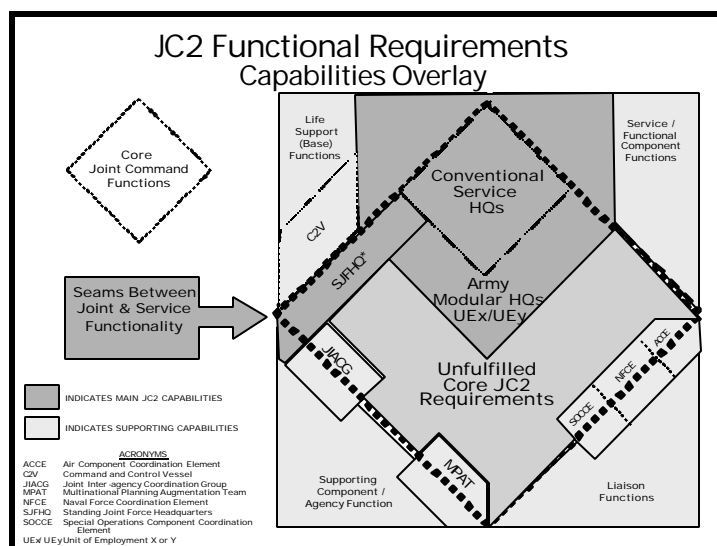 JC2 Functional Requirements
Capabilities Overlay
Core
Joint Command
Functions
Life
Support
(Base)
Functions
Service /
Functional
Component
Functions
Conventional
Service
HQs
C2V
SJFHQ*
Army
Modular HQs
UEx/UEy
Seams Between
Joint & Service
Functionality
JIACG
Unfulfilled
Core JC2
Requirements
ACCE
NFCE
SOCCE
MPAT
Supporting
Component /
Agency Function
Liaison
Functions
INDICATES MAIN JC2 CAPABILITIES
INDICATES SUPPORTING CAPABILITIES
ACRONYMS
ACCE Air Component Coordination Element
C2V Command and Control Vessel
JIACG Joint Inter-agency Coordination Group
MPAT Multinational Planning Augmentation Team
NFCE Naval Force Coordination Element
SJFHQ Standing Joint Force Headquarters
SOCCE Special Operations Component Coordination
Element
UEx/ UEy Unit of Employment X or Y